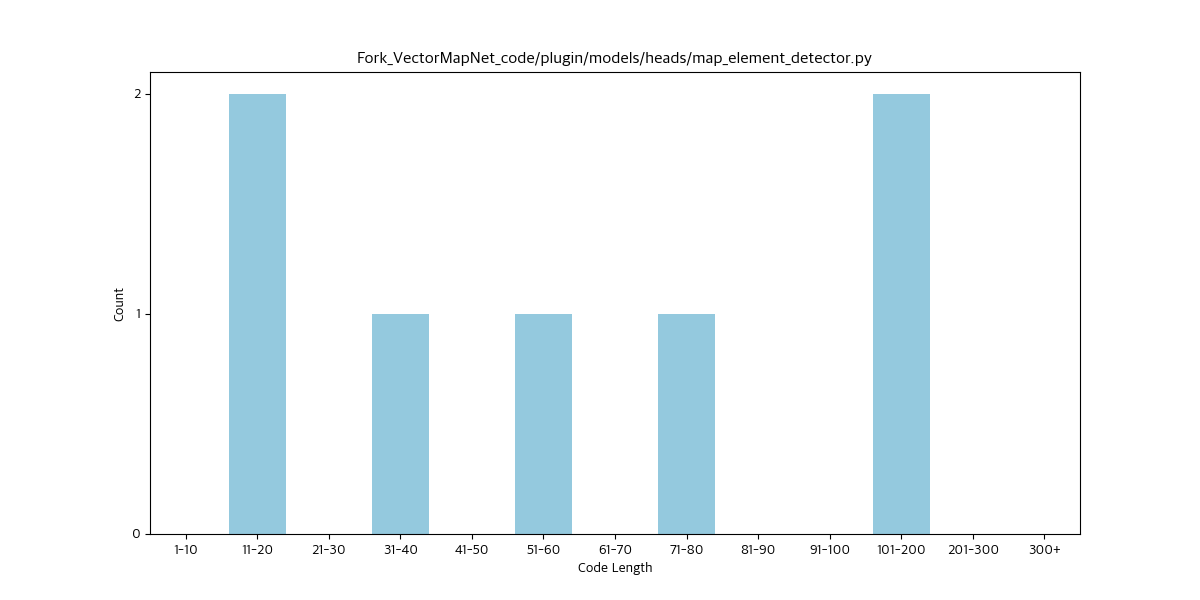 Fork_VectorMapNet_code/plugin/models/heads/map_element_detector.py
2
1
0
Count
1-10 11-20 21-30 31-40 41-50 51-60 61-70 71-80 81-90 91-100 101-200 201-300 300+
Code Length